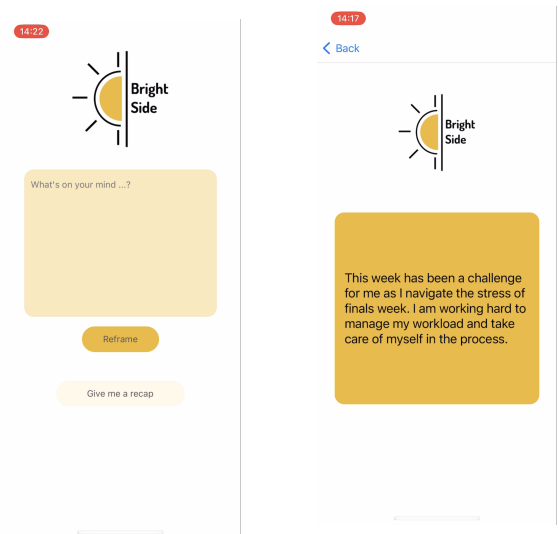 14:22
Bright
Side
What's on your mind ...?
Reframe
Give me a recap
14:17
Back
Bright
Side
This week has been a challenge
for me as I navigate the stress of
finals week. I am working hard to
manage my workload and take
care of myself in the process.